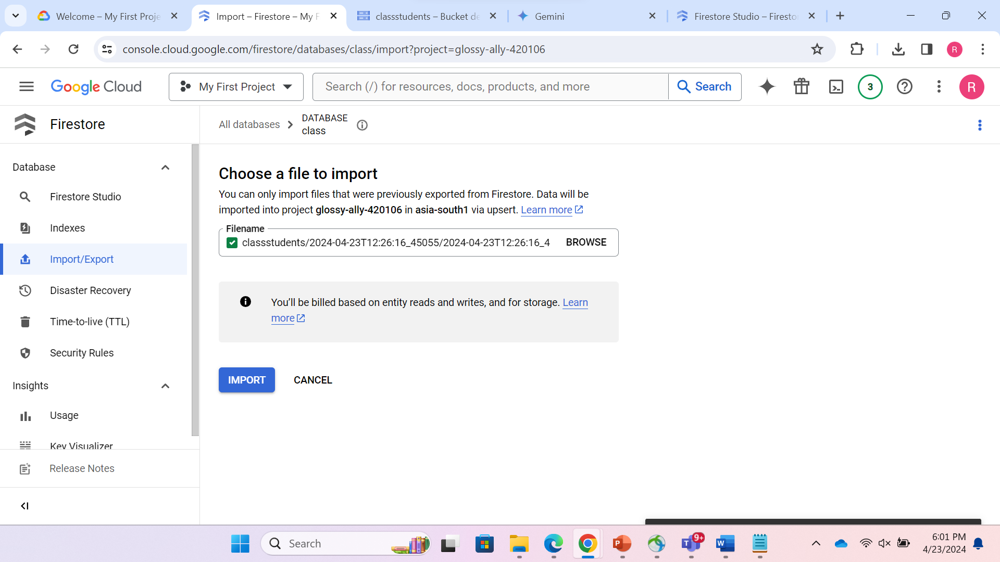 Welcome – My First Proje
Import – Firestore – My F
classstudents – Bucket de
Gemini
Firestore Studio – Firesto
console.cloud.google.com/firestore/databases/class/import?project=glossy-ally-420106
R
Google Cloud
My First Project
Search (/) for resources, docs, products, and more
Search
3
R
Firestore
All databases
DATABASE
class
Database
Firestore Studio
Indexes
Import/Export
Disaster Recovery
Time-to-live (TTL)
Security Rules
Insights
Usage
Key Visualizer
Release Notes
Choose a file to import
You can only import files that were previously exported from Firestore. Data will be
imported into project glossy-ally-420106 in asia-south1 via upsert. Learn more
Filename
classstudents/2024-04-23T12:26:16_45055/2024-04-23T12:26:16_4
BROWSE
You’ll be billed based on entity reads and writes, and for storage. Learn
more
IMPORT
CANCEL
Search
P
T
9+
W
6:01 PM
4/23/2024